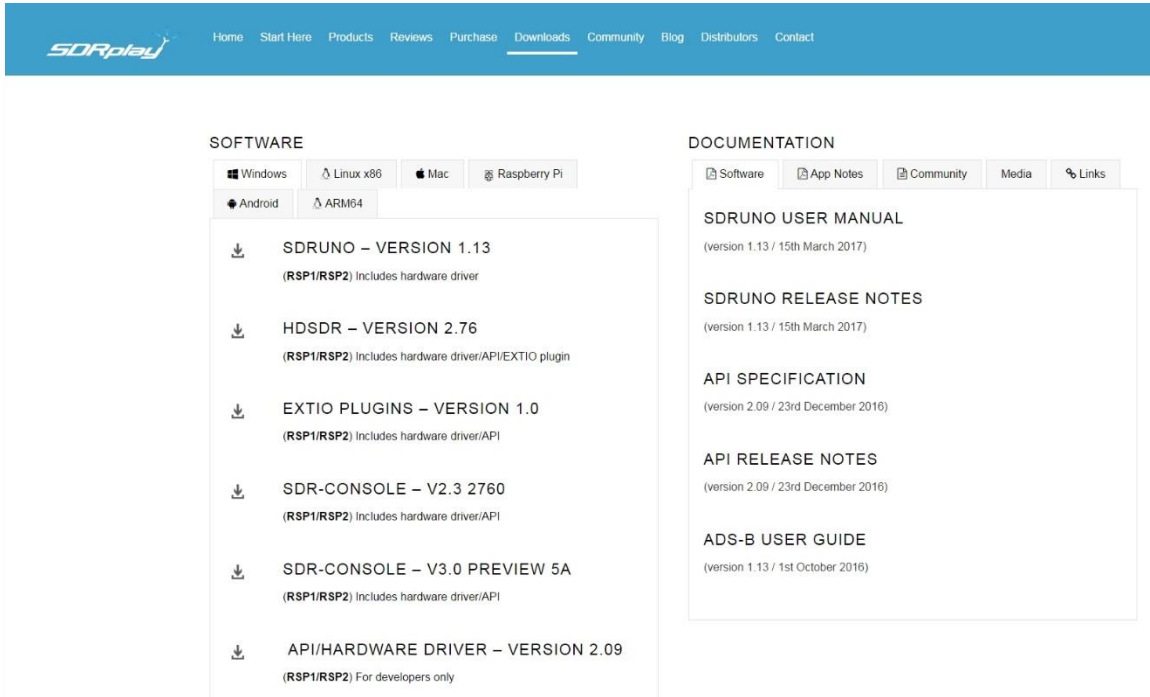 SDRplay
Home Start Here Products Reviews Purchase Downloads Community Blog Distributors Contact
SOFTWARE
Windows Linux x86 Mac Raspberry Pi
Android ARM64
SDRUNO – VERSION 1.13
(RSP1/RSP2) Includes hardware driver
HDSDR – VERSION 2.76
(RSP1/RSP2) Includes hardware driver/API/EXTIO plugin
EXTIO PLUGINS – VERSION 1.0
(RSP1/RSP2) Includes hardware driver/API
SDR-CONSOLE – V2.3 2760
(RSP1/RSP2) Includes hardware driver/API
SDR-CONSOLE – V3.0 PREVIEW 5A
(RSP1/RSP2) Includes hardware driver/API
API/HARDWARE DRIVER – VERSION 2.09
(RSP1/RSP2) For developers only
DOCUMENTATION
Software App Notes Community Media Links
SDRUNO USER MANUAL
(version 1.13 / 15th March 2017)
SDRUNO RELEASE NOTES
(version 1.13 / 15th March 2017)
API SPECIFICATION
(version 2.09 / 23rd December 2016)
API RELEASE NOTES
(version 2.09 / 23rd December 2016)
ADS-B USER GUIDE
(version 1.13 / 1st October 2016)